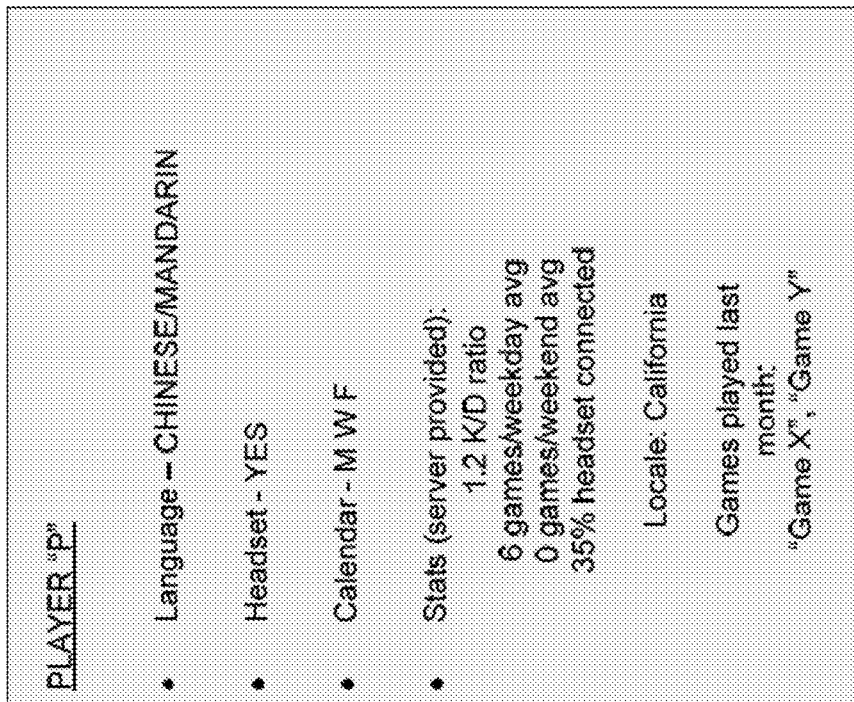 PLAYER "P"
• Language – CHINESE/MANDARIN
• Headset - YES
• Calendar - M W F
• Stats (server provided):
1.2 K/D ratio
6 games/weekday avg
0 games/weekend avg
35% headset connected
Locale: California
Games played last
month:
"Game X", "Game Y"